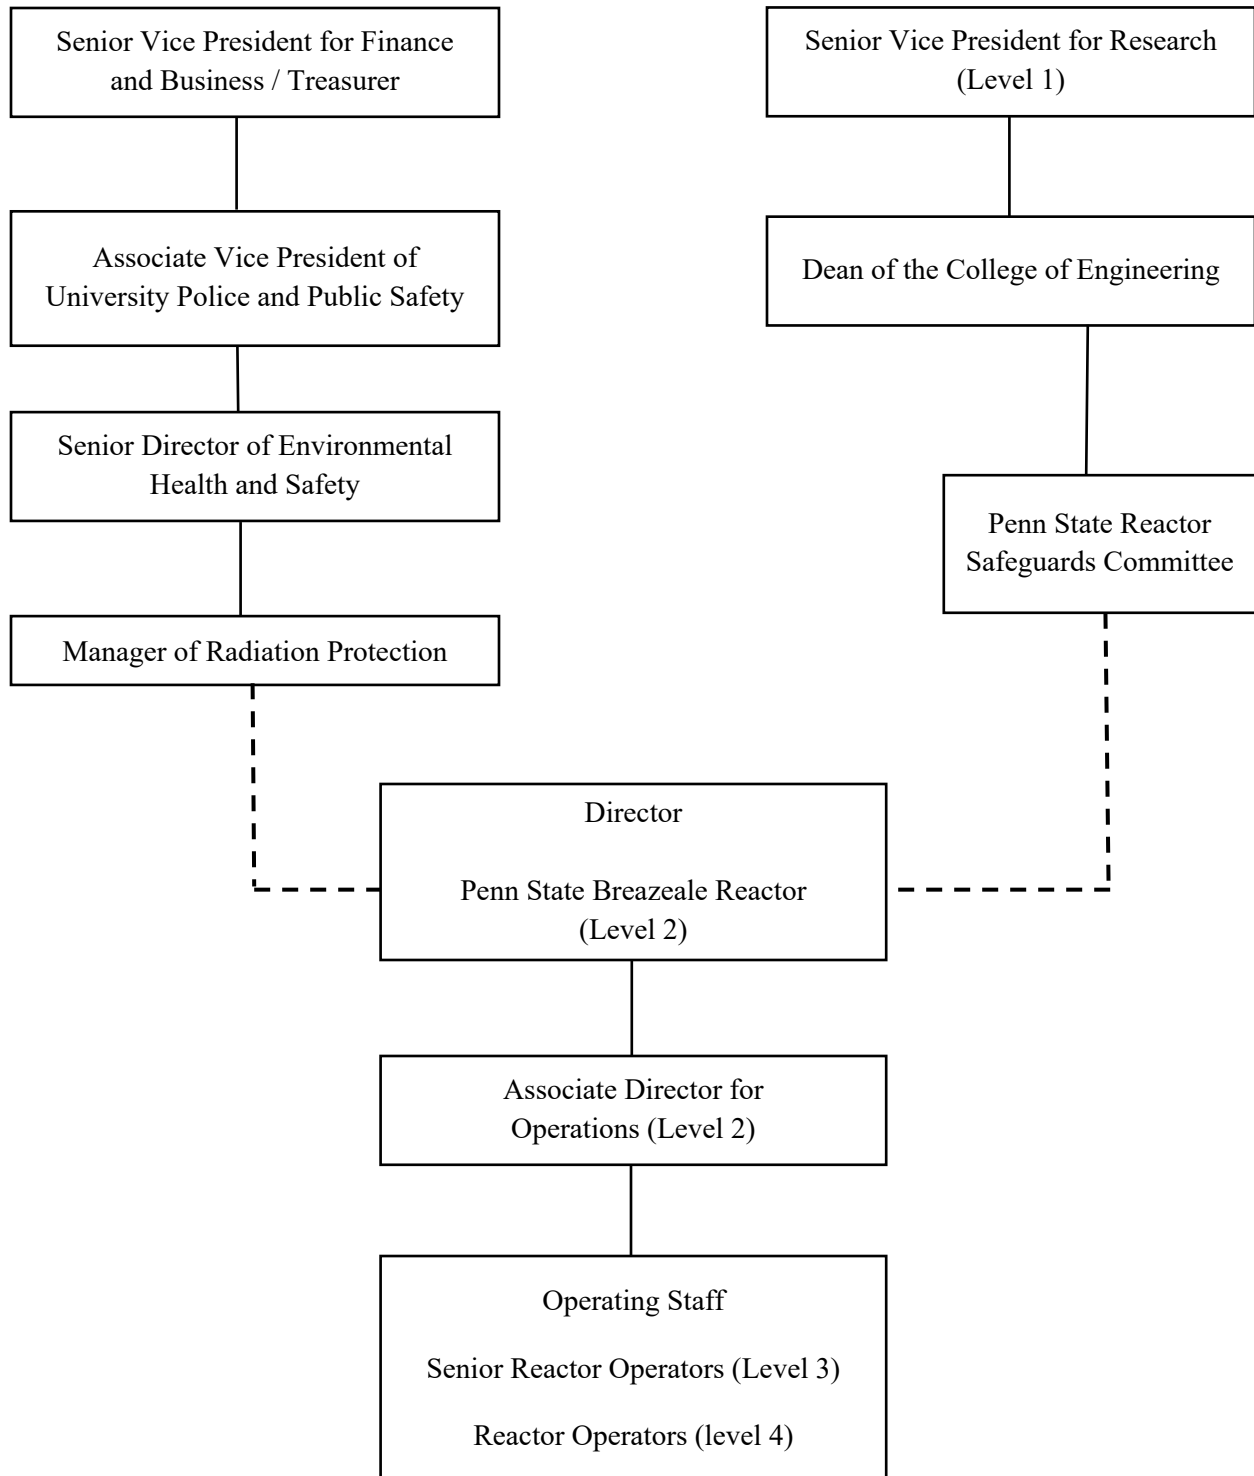 Senior Vice President for Finance
and Business / Treasurer
Senior Vice President for Research
(Level 1)
Associate Vice President of
University Police and Public Safety
Dean of the College of Engineering
Senior Director of Environmental
Health and Safety
Penn State Reactor
Safeguards Committee
Manager of Radiation Protection
Director
Penn State Breazeale Reactor
(Level 2)
Associate Director for
Operations (Level 2)
Operating Staff
Senior Reactor Operators (Level 3)
Reactor Operators (level 4)